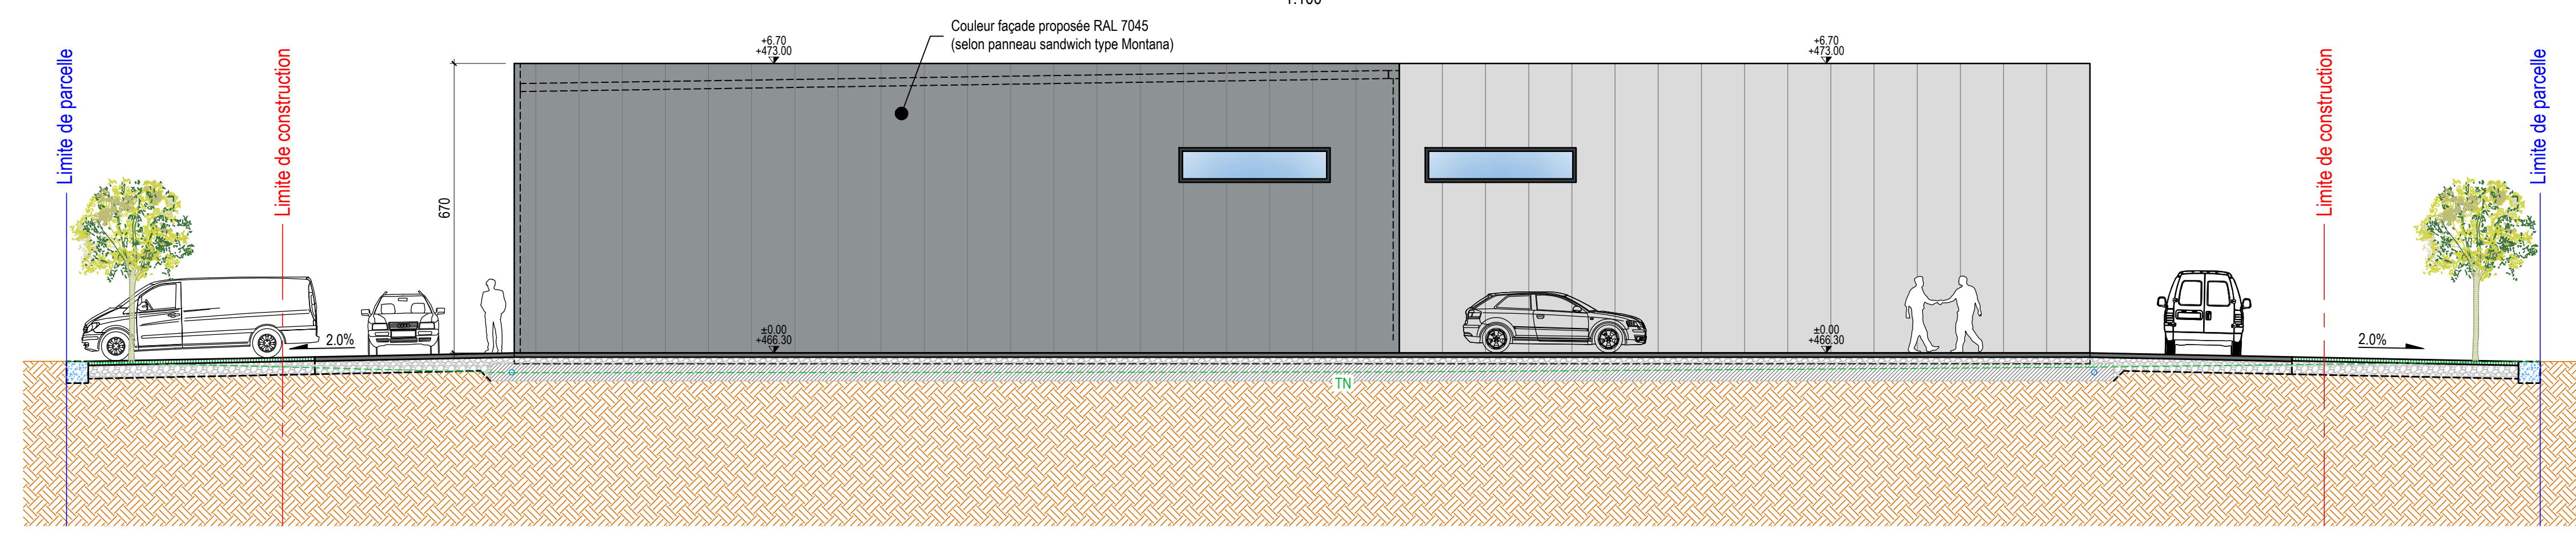 Couleur façade proposée RAL 7045
(selon panneau sandwich type Montana)
+6.70
+473.00
+6.70
+473.00
Limite de parcelle
Limite de construction
Limite de construction
Limite de parcelle
670
±0.00
+466.30
±0.00
+466.30
2.0%
2.0%
TN